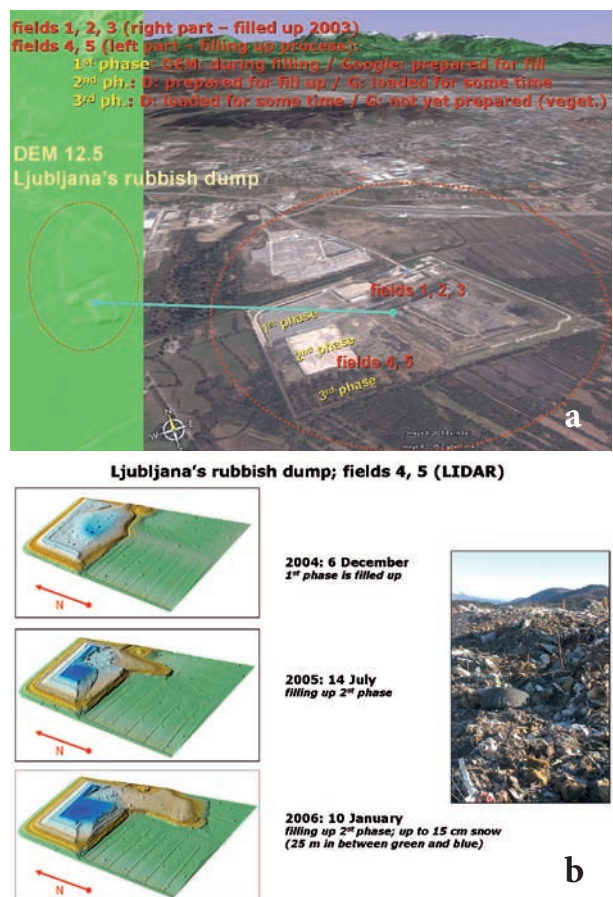 fields 1, 2, 3 (right part – filled up 2003)
fields 4, 5 (left part – filling up process):
1st phase: DEM: during filling / Google: prepared for fill
2nd ph.: D: prepared for fill up / G: loaded for some time
3rd ph.: D: loaded for some time / G: not yet prepared (veget.)
DEM 12.5
Ljubljana's rubbish dump
fields 1, 2, 3
1st phase
2nd phase
fields 4, 5
3rd phase
N
W E
S
a
Ljubljana's rubbish dump; fields 4, 5 (LIDAR)
N
2004: 6 December
1st phase is filled up
N
2005: 14 July
filling up 2st phase
N
2006: 10 January
filling up 2st phase; up to 15 cm snow
(25 m in between green and blue)
b